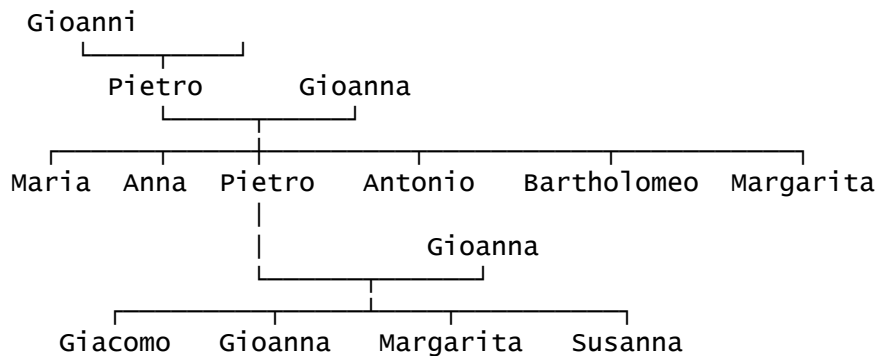 Gioanni
Pietro Gioanna
Maria Anna Pietro Antonio Bartholomeo Margarita
Gioanna
Giacomo Gioanna Margarita Susanna